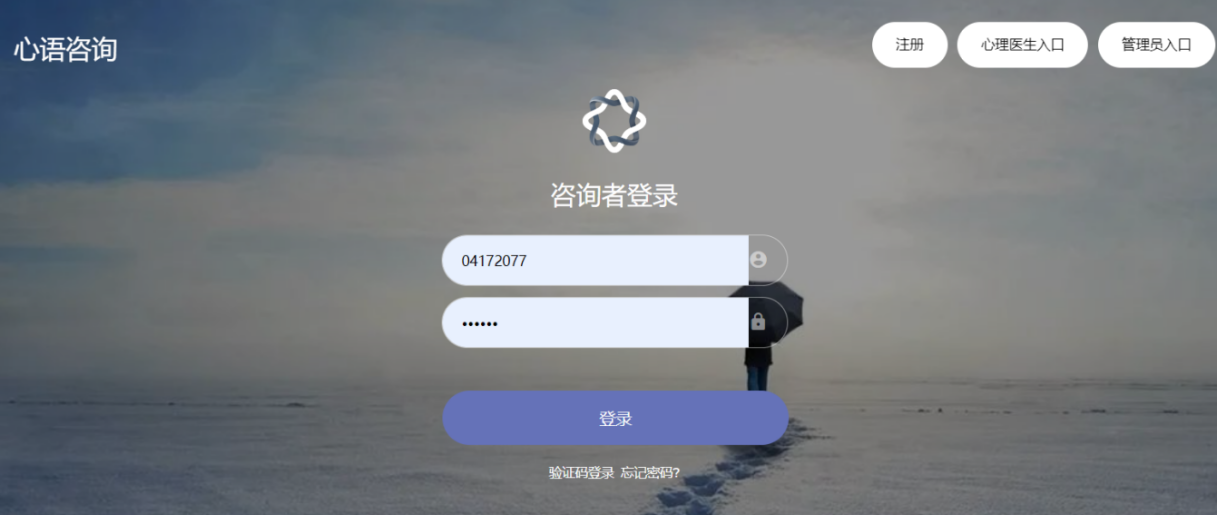 心语咨询
注册
心理医生入口
管理员入口
咨询者登录
04172077
••••••
登录
验证码登录 忘记密码?